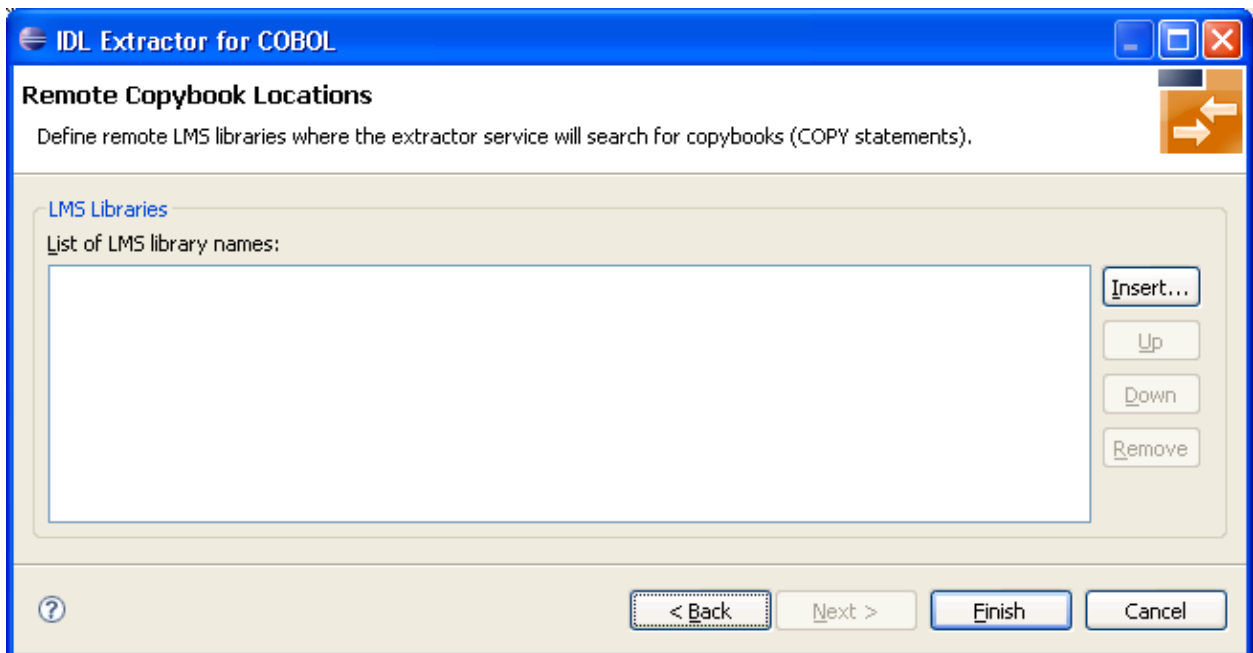 IDL Extractor for COBOL
Remote Copybook Locations
Define remote LMS libraries where the extractor service will search for copybooks (COPY statements).
LMS Libraries
List of LMS library names:
Insert...
Up
Down
Remove
?
< Back
Next >
Finish
Cancel